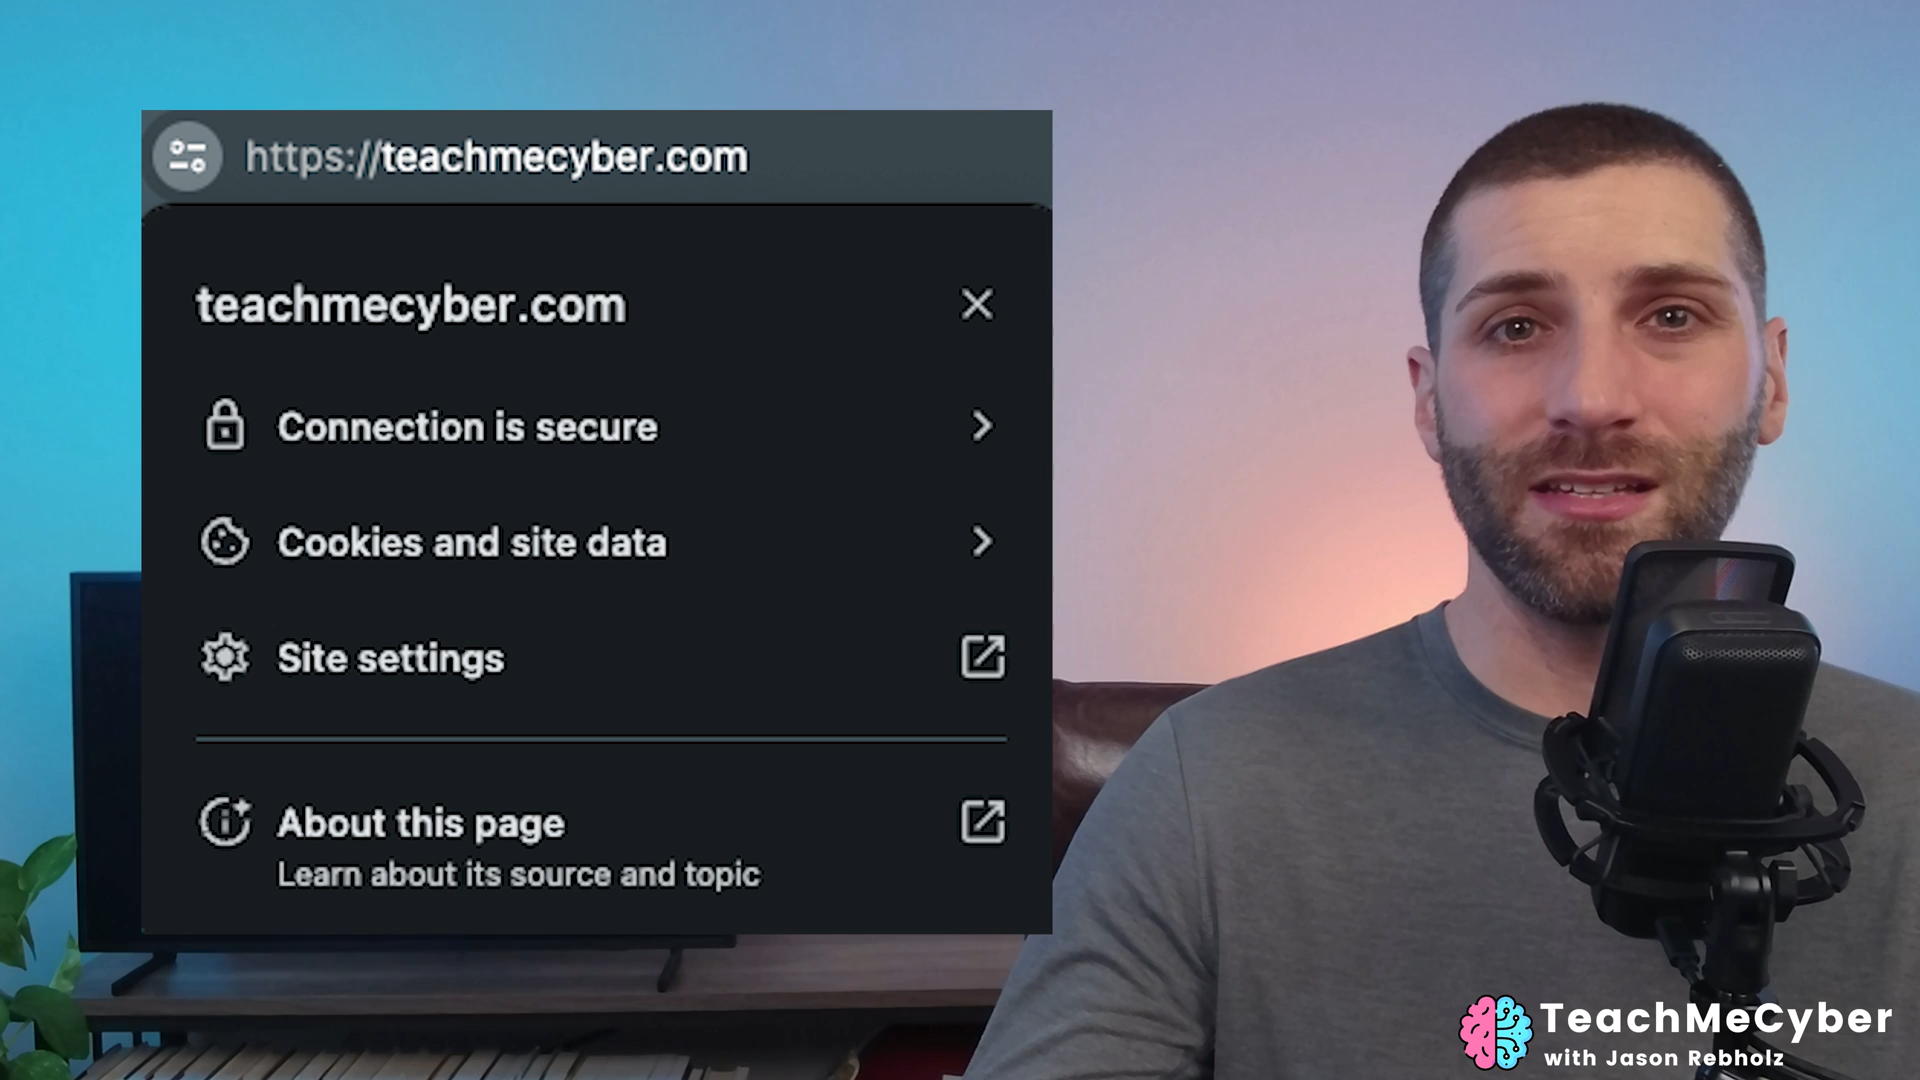 https://teachmecyber.com
teachmecyber.com
Connection is secure
Cookies and site data
Site settings
About this page
Learn about its source and topic
TeachMeCyber
with Jason Rebholz